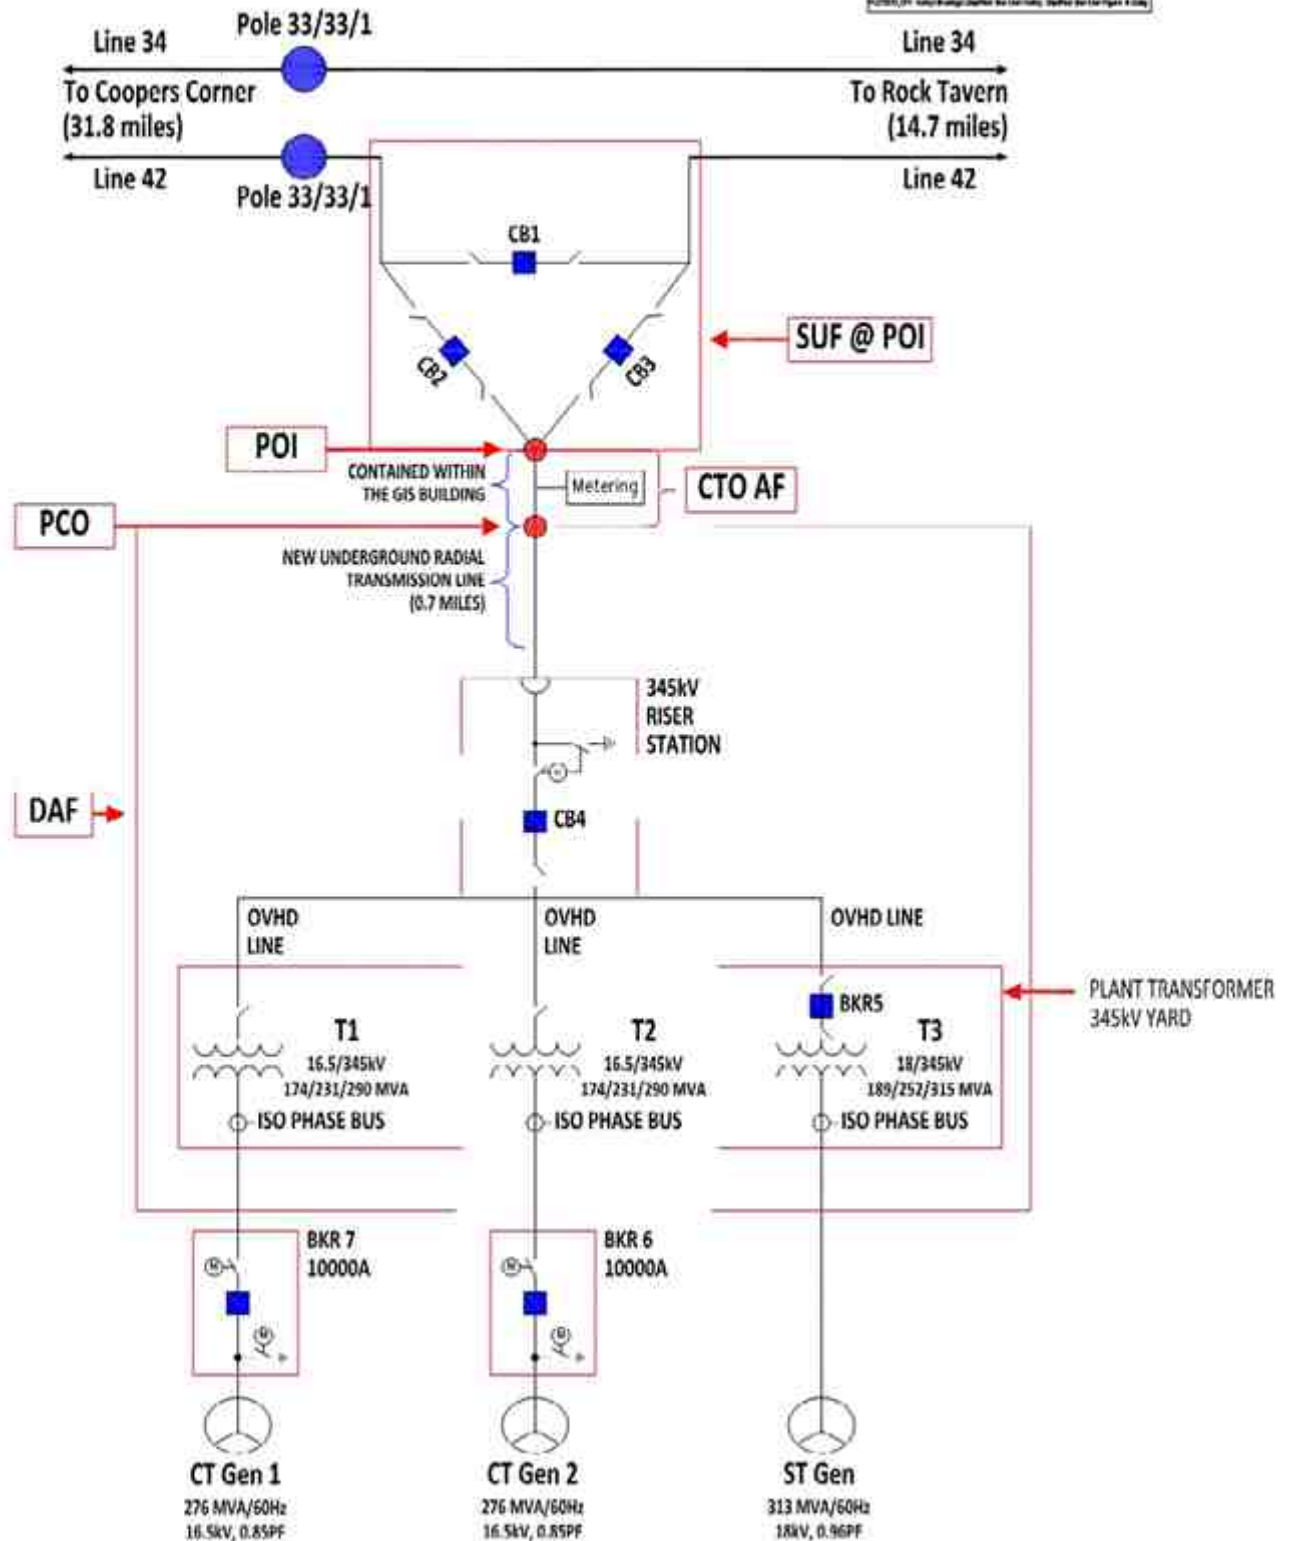 Pole 33/33/1
Line 34
Line 34
To Coopers Corner
(31.8 miles)
To Rock Tavern
(14.7 miles)
Line 42
Pole 33/33/1
Line 42
CB1
CB2
CB3
SUF @ POI
POI
CONTAINED WITHIN
THE GIS BUILDING
Metering
CTO AF
PCO
NEW UNDERGROUND RADIAL
TRANSMISSION LINE
(0.7 MILES)
345kV
RISER
STATION
DAF
CB4
OVHD
LINE
OVHD
LINE
OVHD LINE
BKR5
PLANT TRANSFORMER
345kV YARD
T1
16.5/345kV
174/231/290 MVA
ISO PHASE BUS
T2
16.5/345kV
174/231/290 MVA
ISO PHASE BUS
T3
18/345kV
189/252/315 MVA
ISO PHASE BUS
BKR 7
10000A
BKR 6
10000A
CT Gen 1
276 MVA/60Hz
16.5kV, 0.85PF
CT Gen 2
276 MVA/60Hz
16.5kV, 0.85PF
ST Gen
313 MVA/60Hz
18kV, 0.96PF